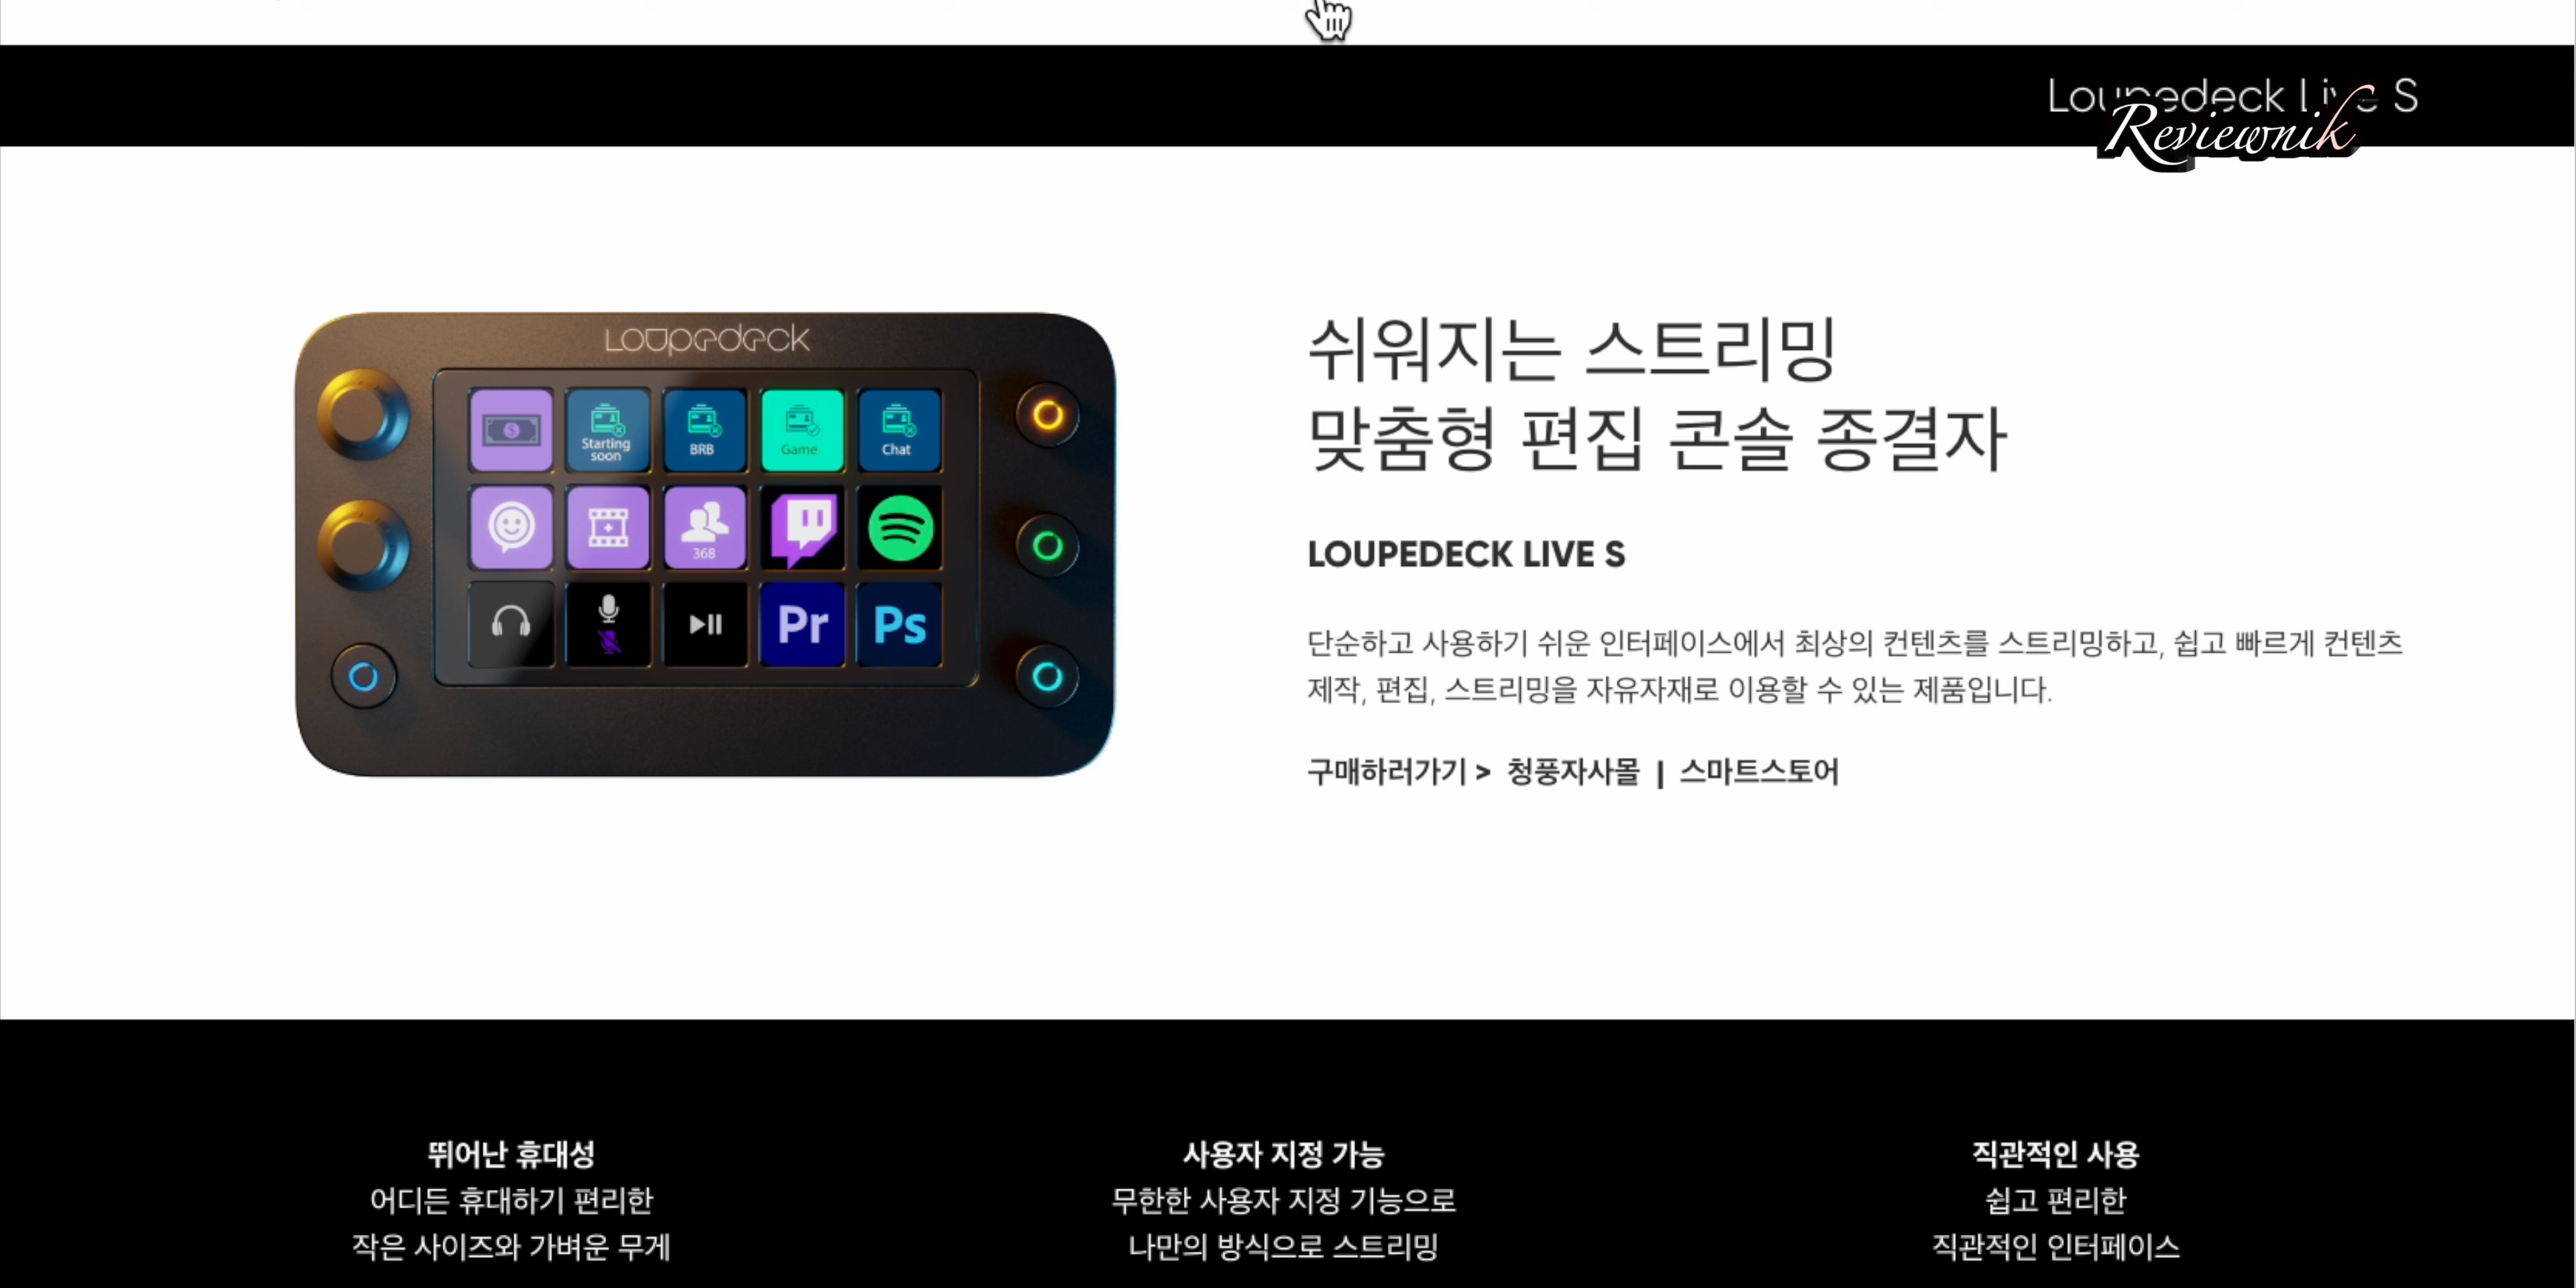 Loupedeck Live S
Reviewnik
Loupedeck
Starting
soon
BRB
Game
Chat
368
Pr
Ps
쉬워지는 스트리밍
맞춤형 편집 콘솔 종결자
LOUPEDECK LIVE S
단순하고 사용하기 쉬운 인터페이스에서 최상의 컨텐츠를 스트리밍하고, 쉽고 빠르게 컨텐츠
제작, 편집, 스트리밍을 자유자재로 이용할 수 있는 제품입니다.
구매하러가기 > 청풍자사몰 | 스마트스토어
뛰어난 휴대성
어디든 휴대하기 편리한
작은 사이즈와 가벼운 무게
사용자 지정 가능
무한한 사용자 지정 기능으로
나만의 방식으로 스트리밍
직관적인 사용
쉽고 편리한
직관적인 인터페이스